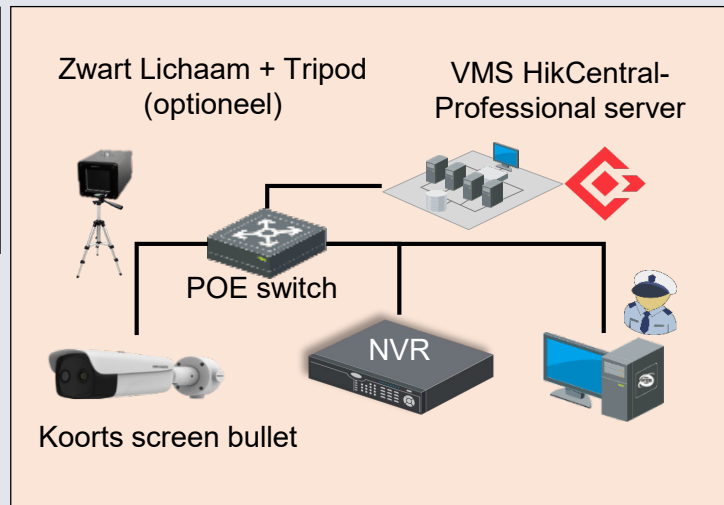 Zwart Lichaam + Tripod
(optioneel)
VMS HikCentral-
Professional server
POE switch
NVR
Koorts screen bullet